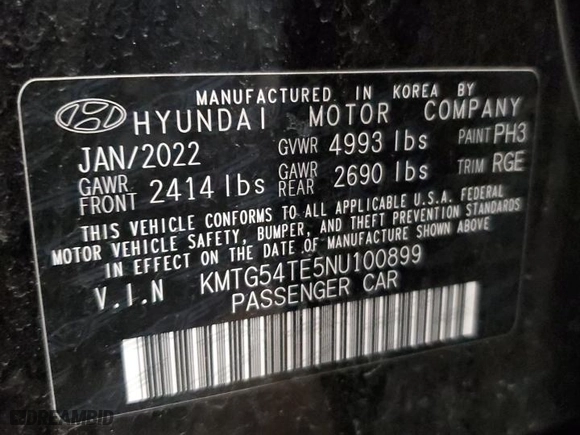 MANUFACTURED IN KOREA BY
HYUNDAI MOTOR COMPANY
JAN/2022 GVWR 4993 lbs PAINT PH3
GAWR FRONT 2414 lbs GAWR REAR 2690 lbs TRIM RGE
THIS VEHICLE CONFORMS TO ALL APPLICABLE U.S.A. FEDERAL
MOTOR VEHICLE SAFETY, BUMPER, AND THEFT PREVENTION STANDARDS
IN EFFECT ON THE DATE OF MANUFACTURE SHOWN ABOVE.
V.I.N KMTG54TE5NU100899
PASSENGER CAR
DREAMBID